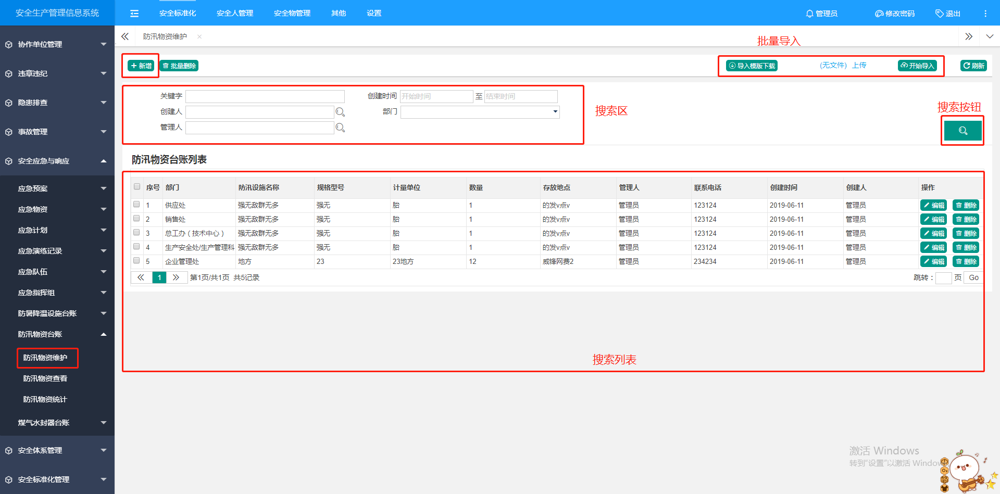 安全生产管理信息系统
安全标准化 安全人管理 安全物管理 其他 设置
管理员 修改密码 退出
防汛物资维护
协作单位管理
违章违纪
隐患排查
事故管理
安全应急与响应
应急预案
应急物资
应急计划
应急演练记录
应急队伍
应急指挥组
防暑降温设施台账
防汛物资台账
防汛物资维护
防汛物资查看
防汛物资统计
煤气水封器台账
安全体系管理
安全标准化管理
批量导入
新增 批量删除
导入模版下载 (无文件) 上传 开始导入 刷新
关键字 创建时间 开始时间 至 结束时间
创建人 部门
管理人
搜索区
搜索按钮
防汛物资台账列表
序号 部门 防汛设施名称 规格型号 计量单位 数量 存放地点 管理人 联系电话 创建时间 创建人 操作
1 供应处 强无敌群无多 强无 胎 1 的发v点v 管理员 123124 2019-06-11 管理员 编辑 删除
2 销售处 强无敌群无多 强无 胎 1 的发v点v 管理员 123124 2019-06-11 管理员 编辑 删除
3 总工办（技术中心） 强无敌群无多 强无 胎 1 的发v点v 管理员 123124 2019-06-11 管理员 编辑 删除
4 生产安全处/生产管理科 强无敌群无多 强无 胎 1 的发v点v 管理员 123124 2019-06-11 管理员 编辑 删除
5 企业管理处 地方 23 23地方 12 威锋网费2 管理员 234234 2019-06-11 管理员 编辑 删除
1 第1页/共1页 共5记录
跳转： 页 Go
搜索列表
激活 Windows
转到“设置”以激活 Windo
中
简